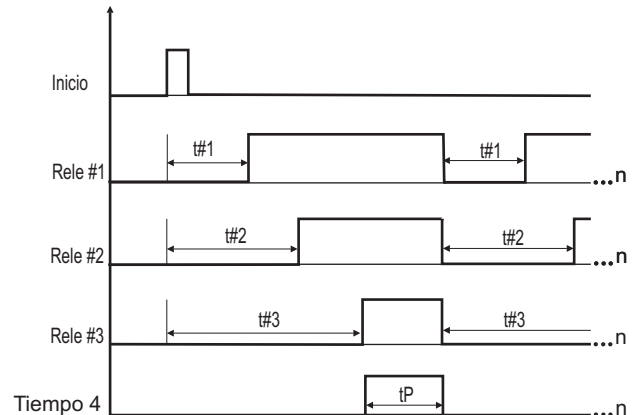 Inicio
t#1
t#1
Rele #1
...n
t#2
t#2
Rele #2
...n
t#3
t#3
Rele #3
...n
tP
Tiempo 4
...n